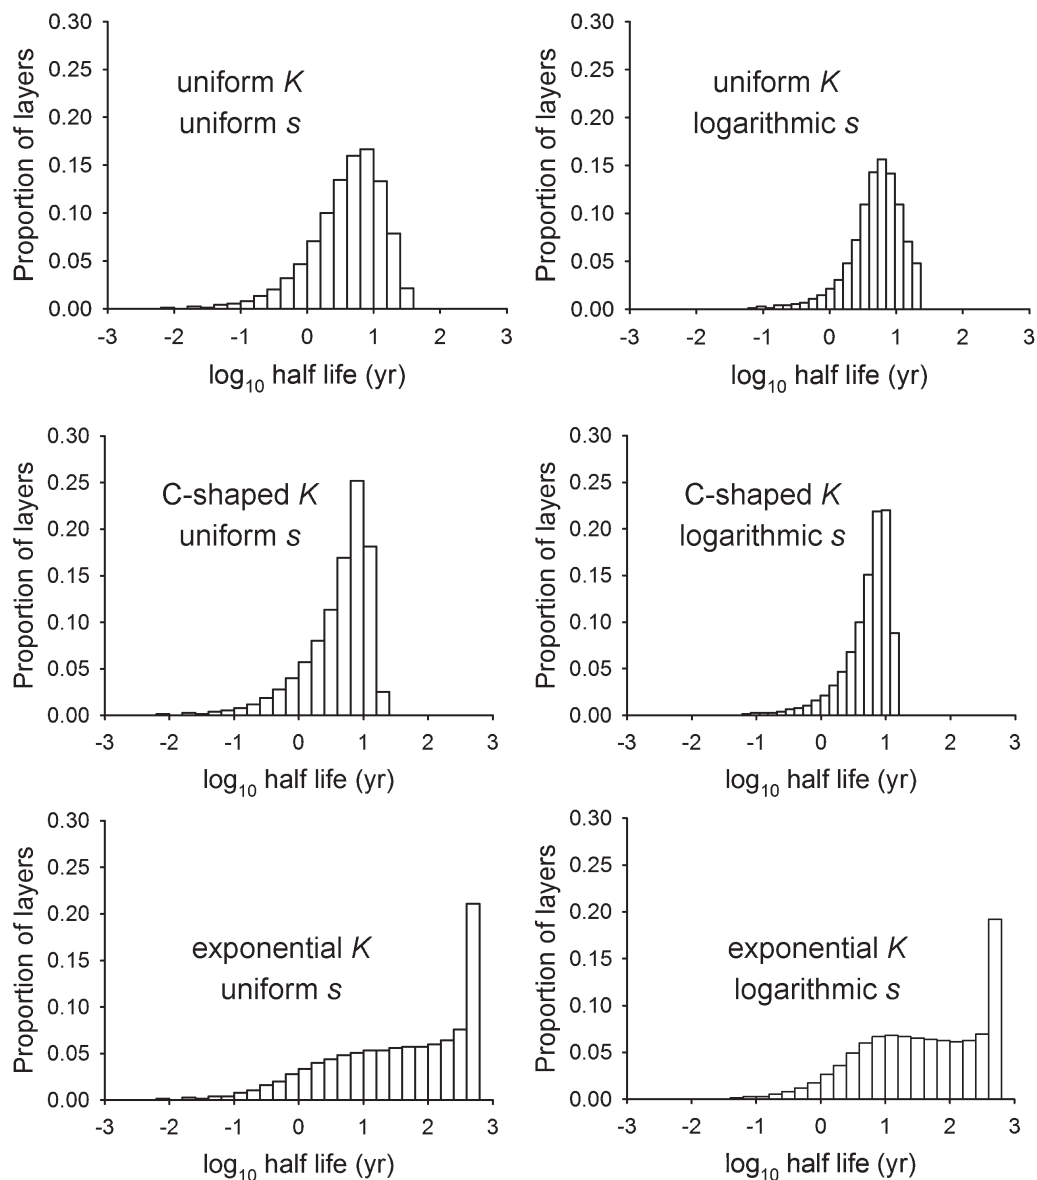 0.30
0.25
0.20
0.15
0.10
0.05
0.00
Proportion of layers
uniform K
uniform s
-3 -2 -1 0 1 2 3
log10 half life (yr)
0.30
0.25
0.20
0.15
0.10
0.05
0.00
Proportion of layers
uniform K
logarithmic s
-3 -2 -1 0 1 2 3
log10 half life (yr)
0.30
0.25
0.20
0.15
0.10
0.05
0.00
Proportion of layers
C-shaped K
uniform s
-3 -2 -1 0 1 2 3
log10 half life (yr)
0.30
0.25
0.20
0.15
0.10
0.05
0.00
Proportion of layers
C-shaped K
logarithmic s
-3 -2 -1 0 1 2 3
log10 half life (yr)
0.30
0.25
0.20
0.15
0.10
0.05
0.00
Proportion of layers
exponential K
uniform s
-3 -2 -1 0 1 2 3
log10 half life (yr)
0.30
0.25
0.20
0.15
0.10
0.05
0.00
Proportion of layers
exponential K
logarithmic s
-3 -2 -1 0 1 2 3
log10 half life (yr)